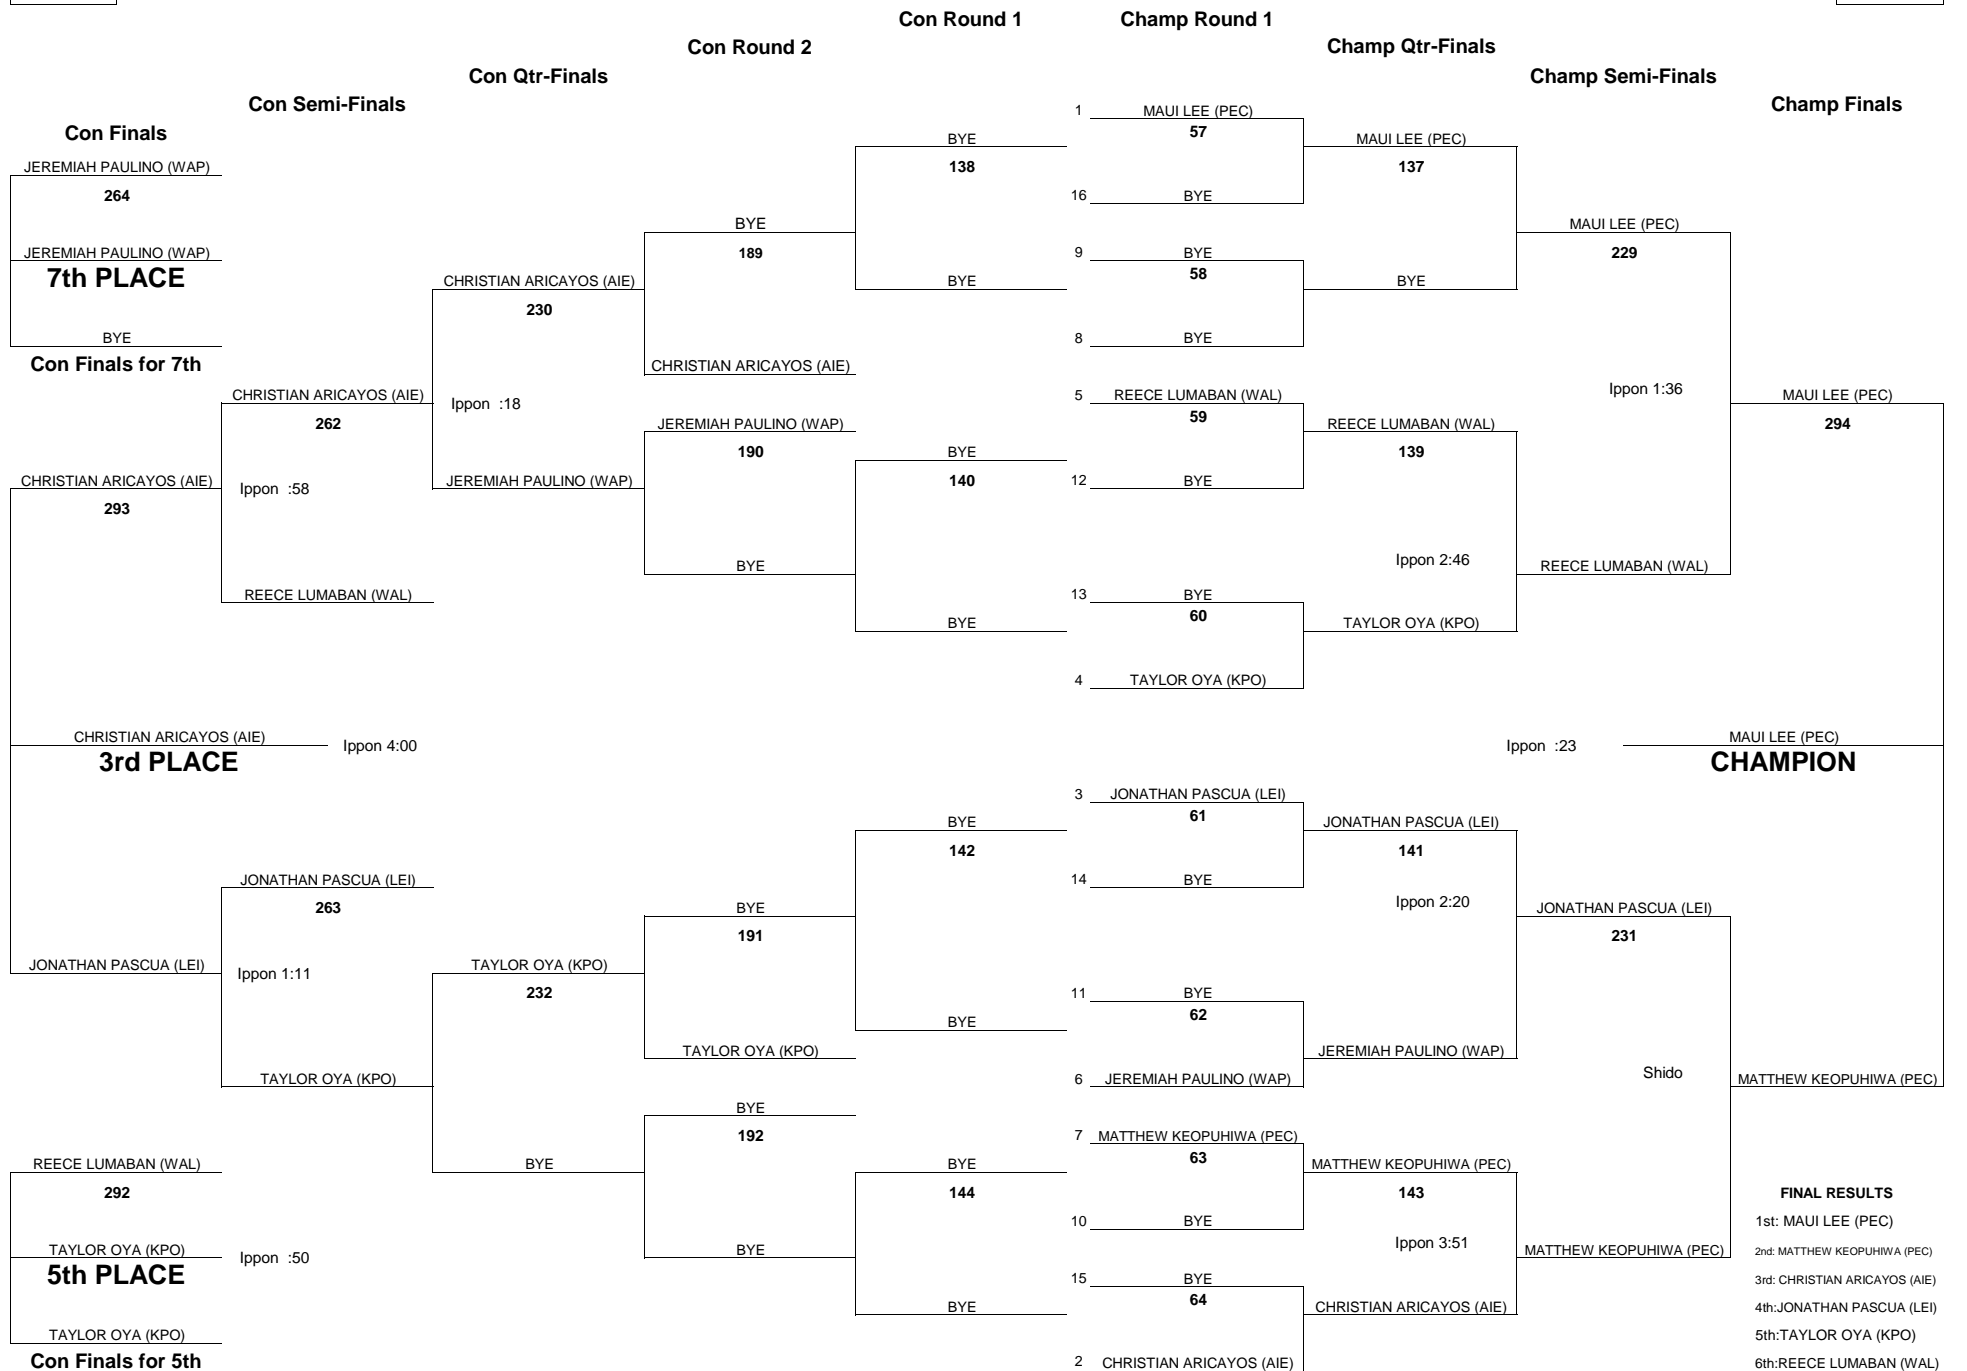 Con Round 1 Champ Round 1
Con Round 2 Champ Qtr-Finals
Con Qtr-Finals Champ Semi-Finals
Con Semi-Finals Champ Finals
1 MAUI LEE (PEC)
Con Finals 57
BYE MAUI LEE (PEC)
JEREMIAH PAULINO (WAP) 138 137
264 16 BYE
BYE MAUI LEE (PEC)
JEREMIAH PAULINO (WAP) 189 9 BYE 229
7th PLACE 58
CHRISTIAN ARICAYOS (AIE) BYE BYE
230
BYE 8 BYE
Con Finals for 7th CHRISTIAN ARICAYOS (AIE)
Ippon 1:36
CHRISTIAN ARICAYOS (AIE) Ippon :18 5 REECE LUMABAN (WAL) MAUI LEE (PEC)
262 59 294
JEREMIAH PAULINO (WAP) REECE LUMABAN (WAL)
190 BYE 139
CHRISTIAN ARICAYOS (AIE) Ippon :58 JEREMIAH PAULINO (WAP) 140 12 BYE
293
Ippon 2:46
BYE REECE LUMABAN (WAL)
REECE LUMABAN (WAL) 13 BYE
60
BYE TAYLOR OYA (KPO)
4 TAYLOR OYA (KPO)
CHRISTIAN ARICAYOS (AIE) Ippon 4:00 Ippon :23 MAUI LEE (PEC)
3rd PLACE CHAMPION
3 JONATHAN PASCUA (LEI)
61
BYE JONATHAN PASCUA (LEI)
142 141
JONATHAN PASCUA (LEI) 14 BYE
263 BYE Ippon 2:20 JONATHAN PASCUA (LEI)
191 231
JONATHAN PASCUA (LEI) Ippon 1:11 TAYLOR OYA (KPO)
232 11 BYE
62
BYE
TAYLOR OYA (KPO) JEREMIAH PAULINO (WAP)
Shido
TAYLOR OYA (KPO) 6 JEREMIAH PAULINO (WAP) MATTHEW KEOPUHIWA (PEC)
BYE
192 7 MATTHEW KEOPUHIWA (PEC)
63
REECE LUMABAN (WAL) BYE BYE MATTHEW KEOPUHIWA (PEC)
292 144 143 FINAL RESULTS
10 BYE 1st: MAUI LEE (PEC)
Ippon 3:51
TAYLOR OYA (KPO) Ippon :50 BYE MATTHEW KEOPUHIWA (PEC) 2nd: MATTHEW KEOPUHIWA (PEC)
5th PLACE 15 BYE 3rd: CHRISTIAN ARICAYOS (AIE)
64
BYE CHRISTIAN ARICAYOS (AIE) 4th:JONATHAN PASCUA (LEI)
TAYLOR OYA (KPO) 5th:TAYLOR OYA (KPO)
Con Finals for 5th 2 CHRISTIAN ARICAYOS (AIE) 6th:REECE LUMABAN (WAL)